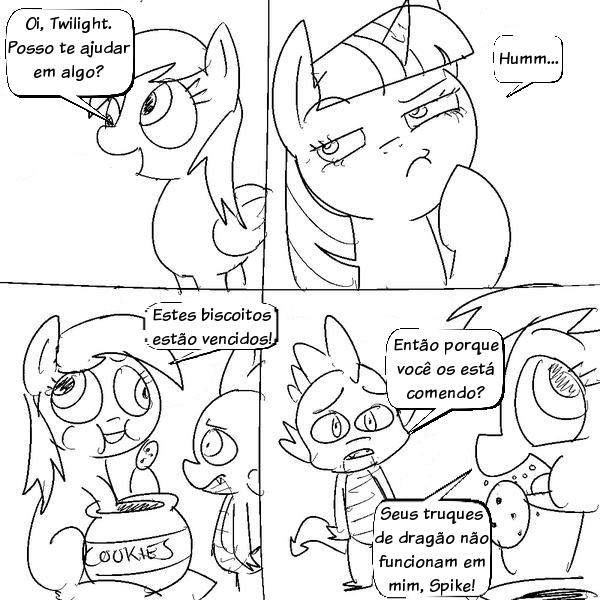 Oi, Twilight.
Posso te ajudar
em algo?
Humm...
Estes biscoitos
estão vencidos!
COOKIES
Então porque
você os está
comendo?
Seus truques
de dragão não
funcionam em
mim, Spike!